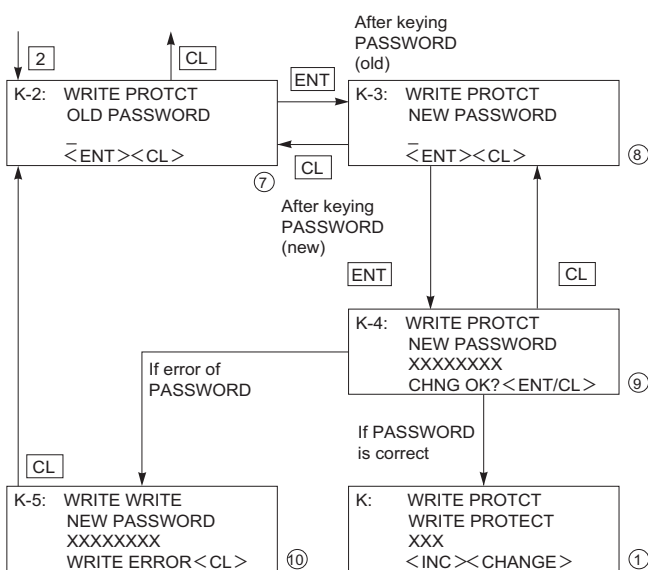 2
CL
After keying
PASSWORD
(old)
ENT
K-2: WRITE PROTCT
OLD PASSWORD
_
<ENT><CL>
⑦
CL
K-3: WRITE PROTCT
NEW PASSWORD
_
<ENT><CL>
⑧
After keying
PASSWORD
(new)
ENT
CL
K-4: WRITE PROTCT
NEW PASSWORD
XXXXXXXX
CHNG OK?<ENT/CL>
⑨
If error of
PASSWORD
If PASSWORD
is correct
CL
K-5: WRITE WRITE
NEW PASSWORD
XXXXXXXX
WRITE ERROR<CL>
⑩
K: WRITE PROTCT
WRITE PROTECT
XXX
<INC><CHANGE>
①